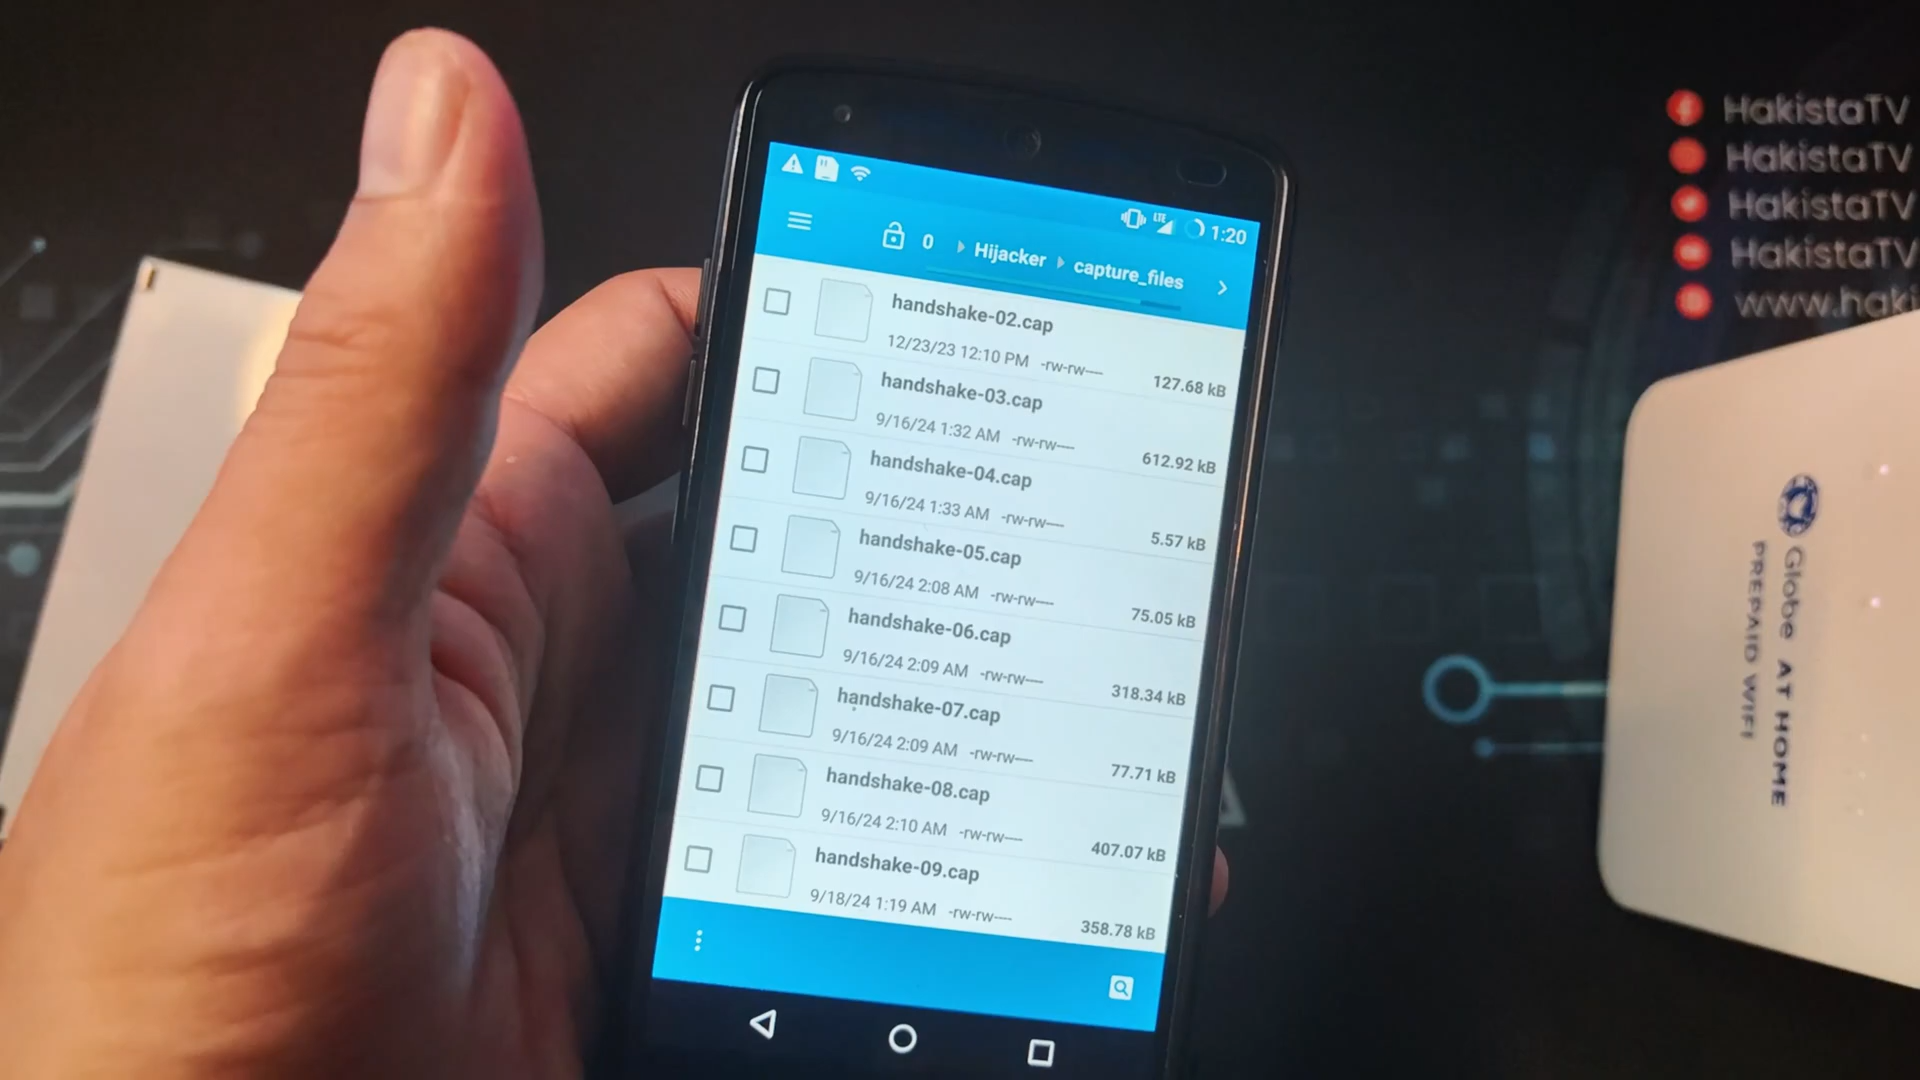 HakistaTV
HakistaTV
HakistaTV
HakistaTV
www.haki
LTE 1:20
0 Hijacker capture_files
handshake-02.cap
12/23/23 12:10 PM -rw-rw---- 127.68 kB
handshake-03.cap
9/16/24 1:32 AM -rw-rw---- 612.92 kB
handshake-04.cap
9/16/24 1:33 AM -rw-rw---- 5.57 kB
handshake-05.cap
9/16/24 2:08 AM -rw-rw---- 75.05 kB
handshake-06.cap
9/16/24 2:09 AM -rw-rw---- 318.34 kB
handshake-07.cap
9/16/24 2:09 AM -rw-rw---- 77.71 kB
handshake-08.cap
9/16/24 2:10 AM -rw-rw---- 407.07 kB
handshake-09.cap
9/18/24 1:19 AM -rw-rw---- 358.78 kB
Globe AT HOME
PREPAID WIFI